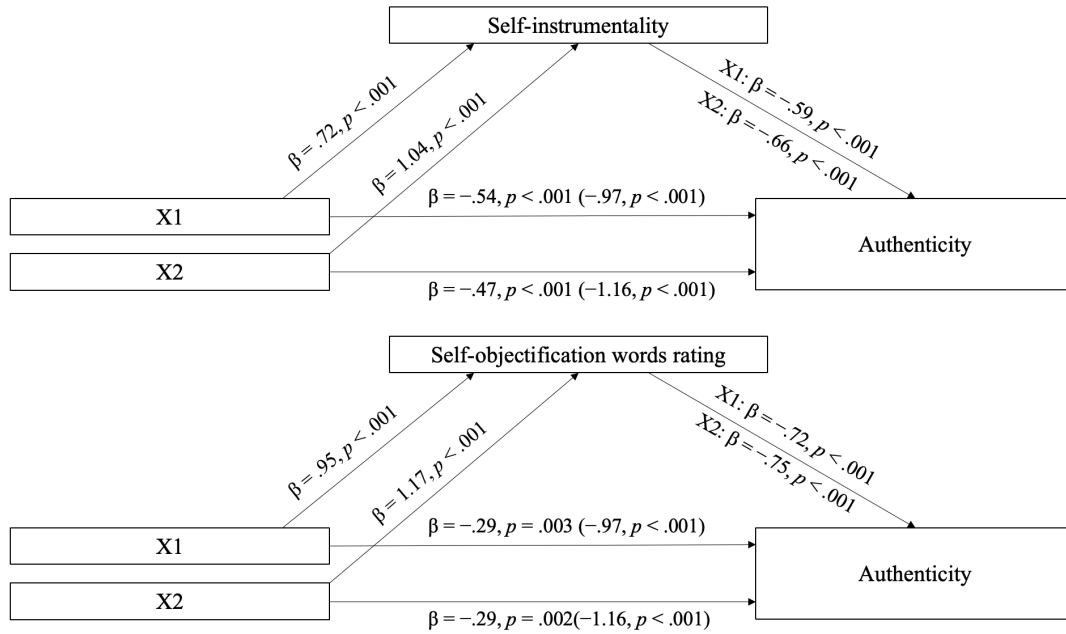 Self-instrumentality
β = .72, p < .001
β = 1.04, p < .001
X1: β = −.59, p < .001
X2: β = −.66, p < .001
X1
β = −.54, p < .001 (−.97, p < .001)
Authenticity
X2
β = −.47, p < .001 (−1.16, p < .001)
Self-objectification words rating
β = .95, p < .001
β = 1.17, p < .001
X1: β = −.72, p < .001
X2: β = −.75, p < .001
X1
β = −.29, p = .003 (−.97, p < .001)
Authenticity
X2
β = −.29, p = .002(−1.16, p < .001)